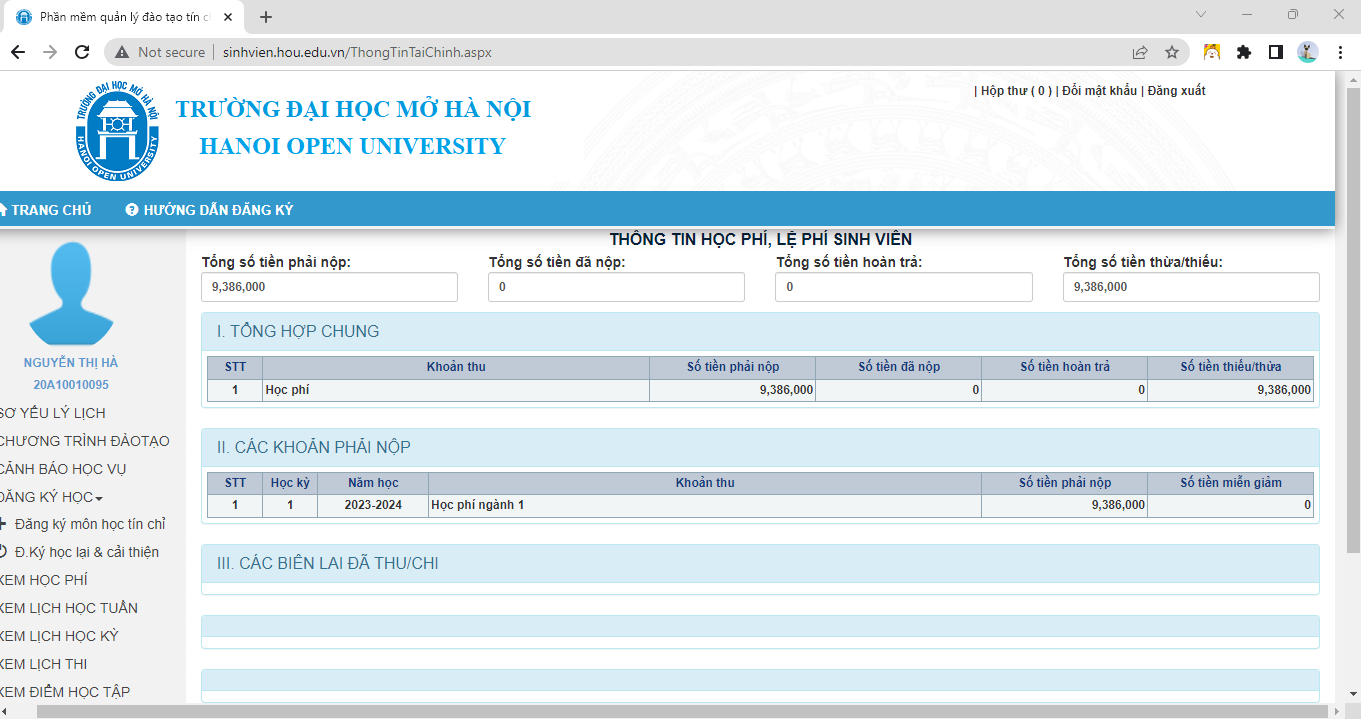 Phần mềm quản lý đào tạo tín c
Not secure | sinhvien.hou.edu.vn/ThongTinTaiChinh.aspx
TRƯỜNG ĐẠI HỌC MỞ HÀ NỘI
HANOI OPEN UNIVERSITY
TRƯỜNG ĐẠI HỌC MỞ HÀ NỘI
HANOI OPEN UNIVERSITY
| Hộp thư ( 0 ) | Đổi mật khẩu | Đăng xuất
TRANG CHỦ
HƯỚNG DẪN ĐĂNG KÝ
NGUYỄN THỊ HÀ
20A10010095
SƠ YẾU LÝ LỊCH
CHƯƠNG TRÌNH ĐÀOTẠO
CẢNH BÁO HỌC VỤ
ĐĂNG KÝ HỌC
Đăng ký môn học tín chỉ
Đ.Ký học lại & cải thiện
XEM HỌC PHÍ
XEM LỊCH HỌC TUẦN
XEM LỊCH HỌC KỲ
XEM LỊCH THI
XEM ĐIỂM HỌC TẬP
THÔNG TIN HỌC PHÍ, LỆ PHÍ SINH VIÊN
Tổng số tiền phải nộp: Tổng số tiền đã nộp: Tổng số tiền hoàn trả: Tổng số tiền thừa/thiếu:
9,386,000 0 0 9,386,000
I. TỔNG HỢP CHUNG
STT Khoản thu Số tiền phải nộp Số tiền đã nộp Số tiền hoàn trả Số tiền thiếu/thừa
1 Học phí 9,386,000 0 0 9,386,000
II. CÁC KHOẢN PHẢI NỘP
STT Học kỳ Năm học Khoản thu Số tiền phải nộp Số tiền miễn giảm
1 1 2023-2024 Học phí ngành 1 9,386,000 0
III. CÁC BIÊN LAI ĐÃ THU/CHI